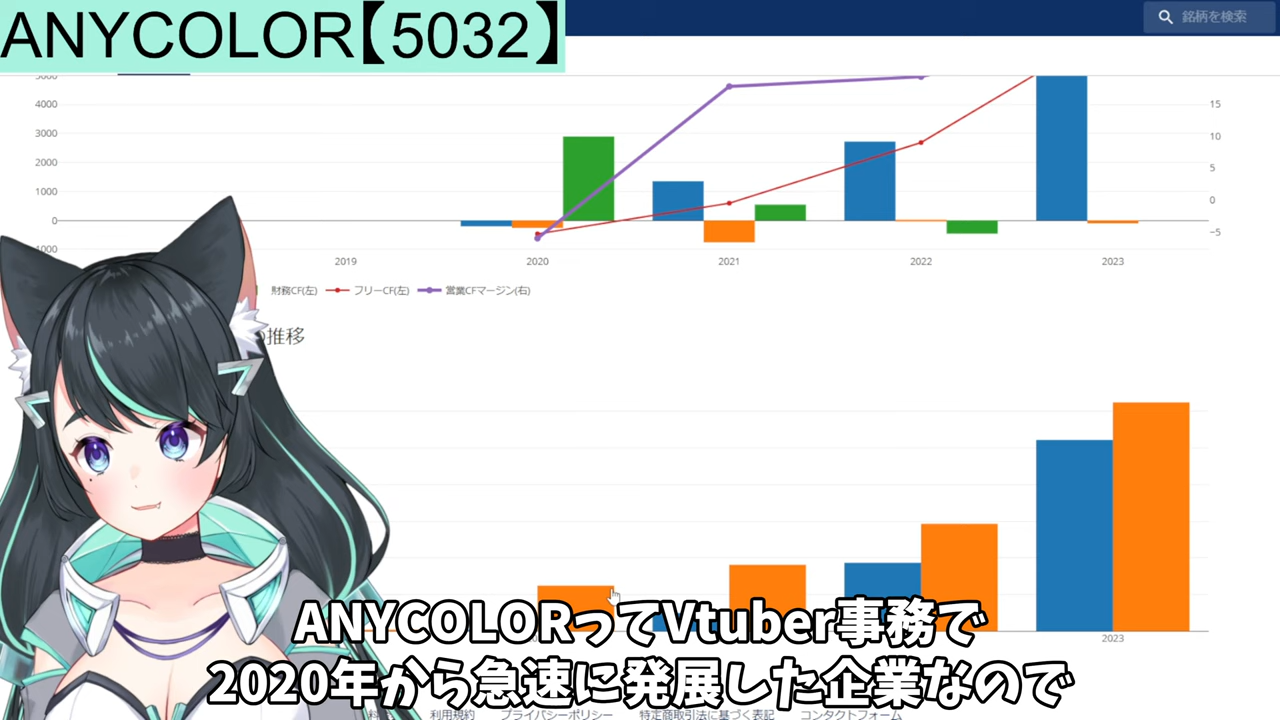 ANYCOLOR【5032】
銘柄を検索
5000
4000
3000
2000
1000
0
1000
15
10
5
0
−5
2019
2020
2021
2022
2023
財務CF(左)
フリーCF(左)
営業CFマージン(右)
の推移
2023
ANYCOLORってVtuber事務で
2020年から急速に発展した企業なので
利用規約
プライバシーポリシー
特定商取引法に基づく表記
コンタクトフォーム